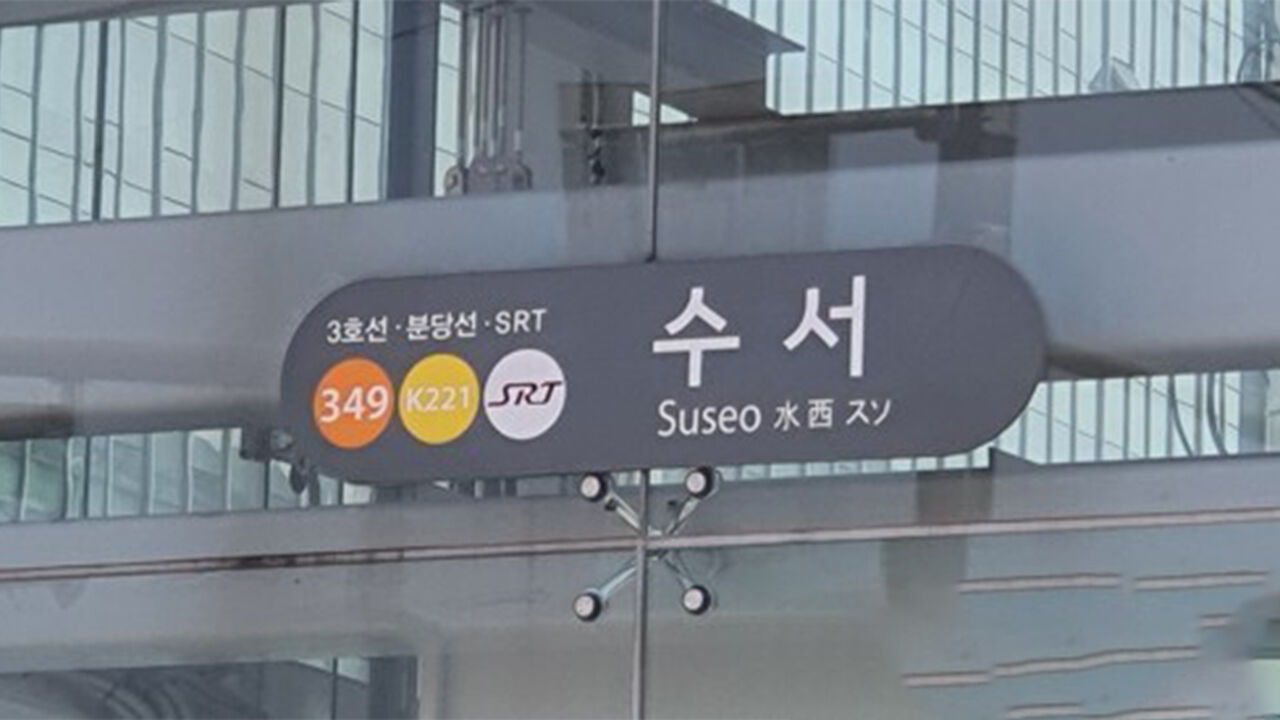 3호선·분당선·SRT
349 K221 SRT
수서
Suseo 水西 スソ